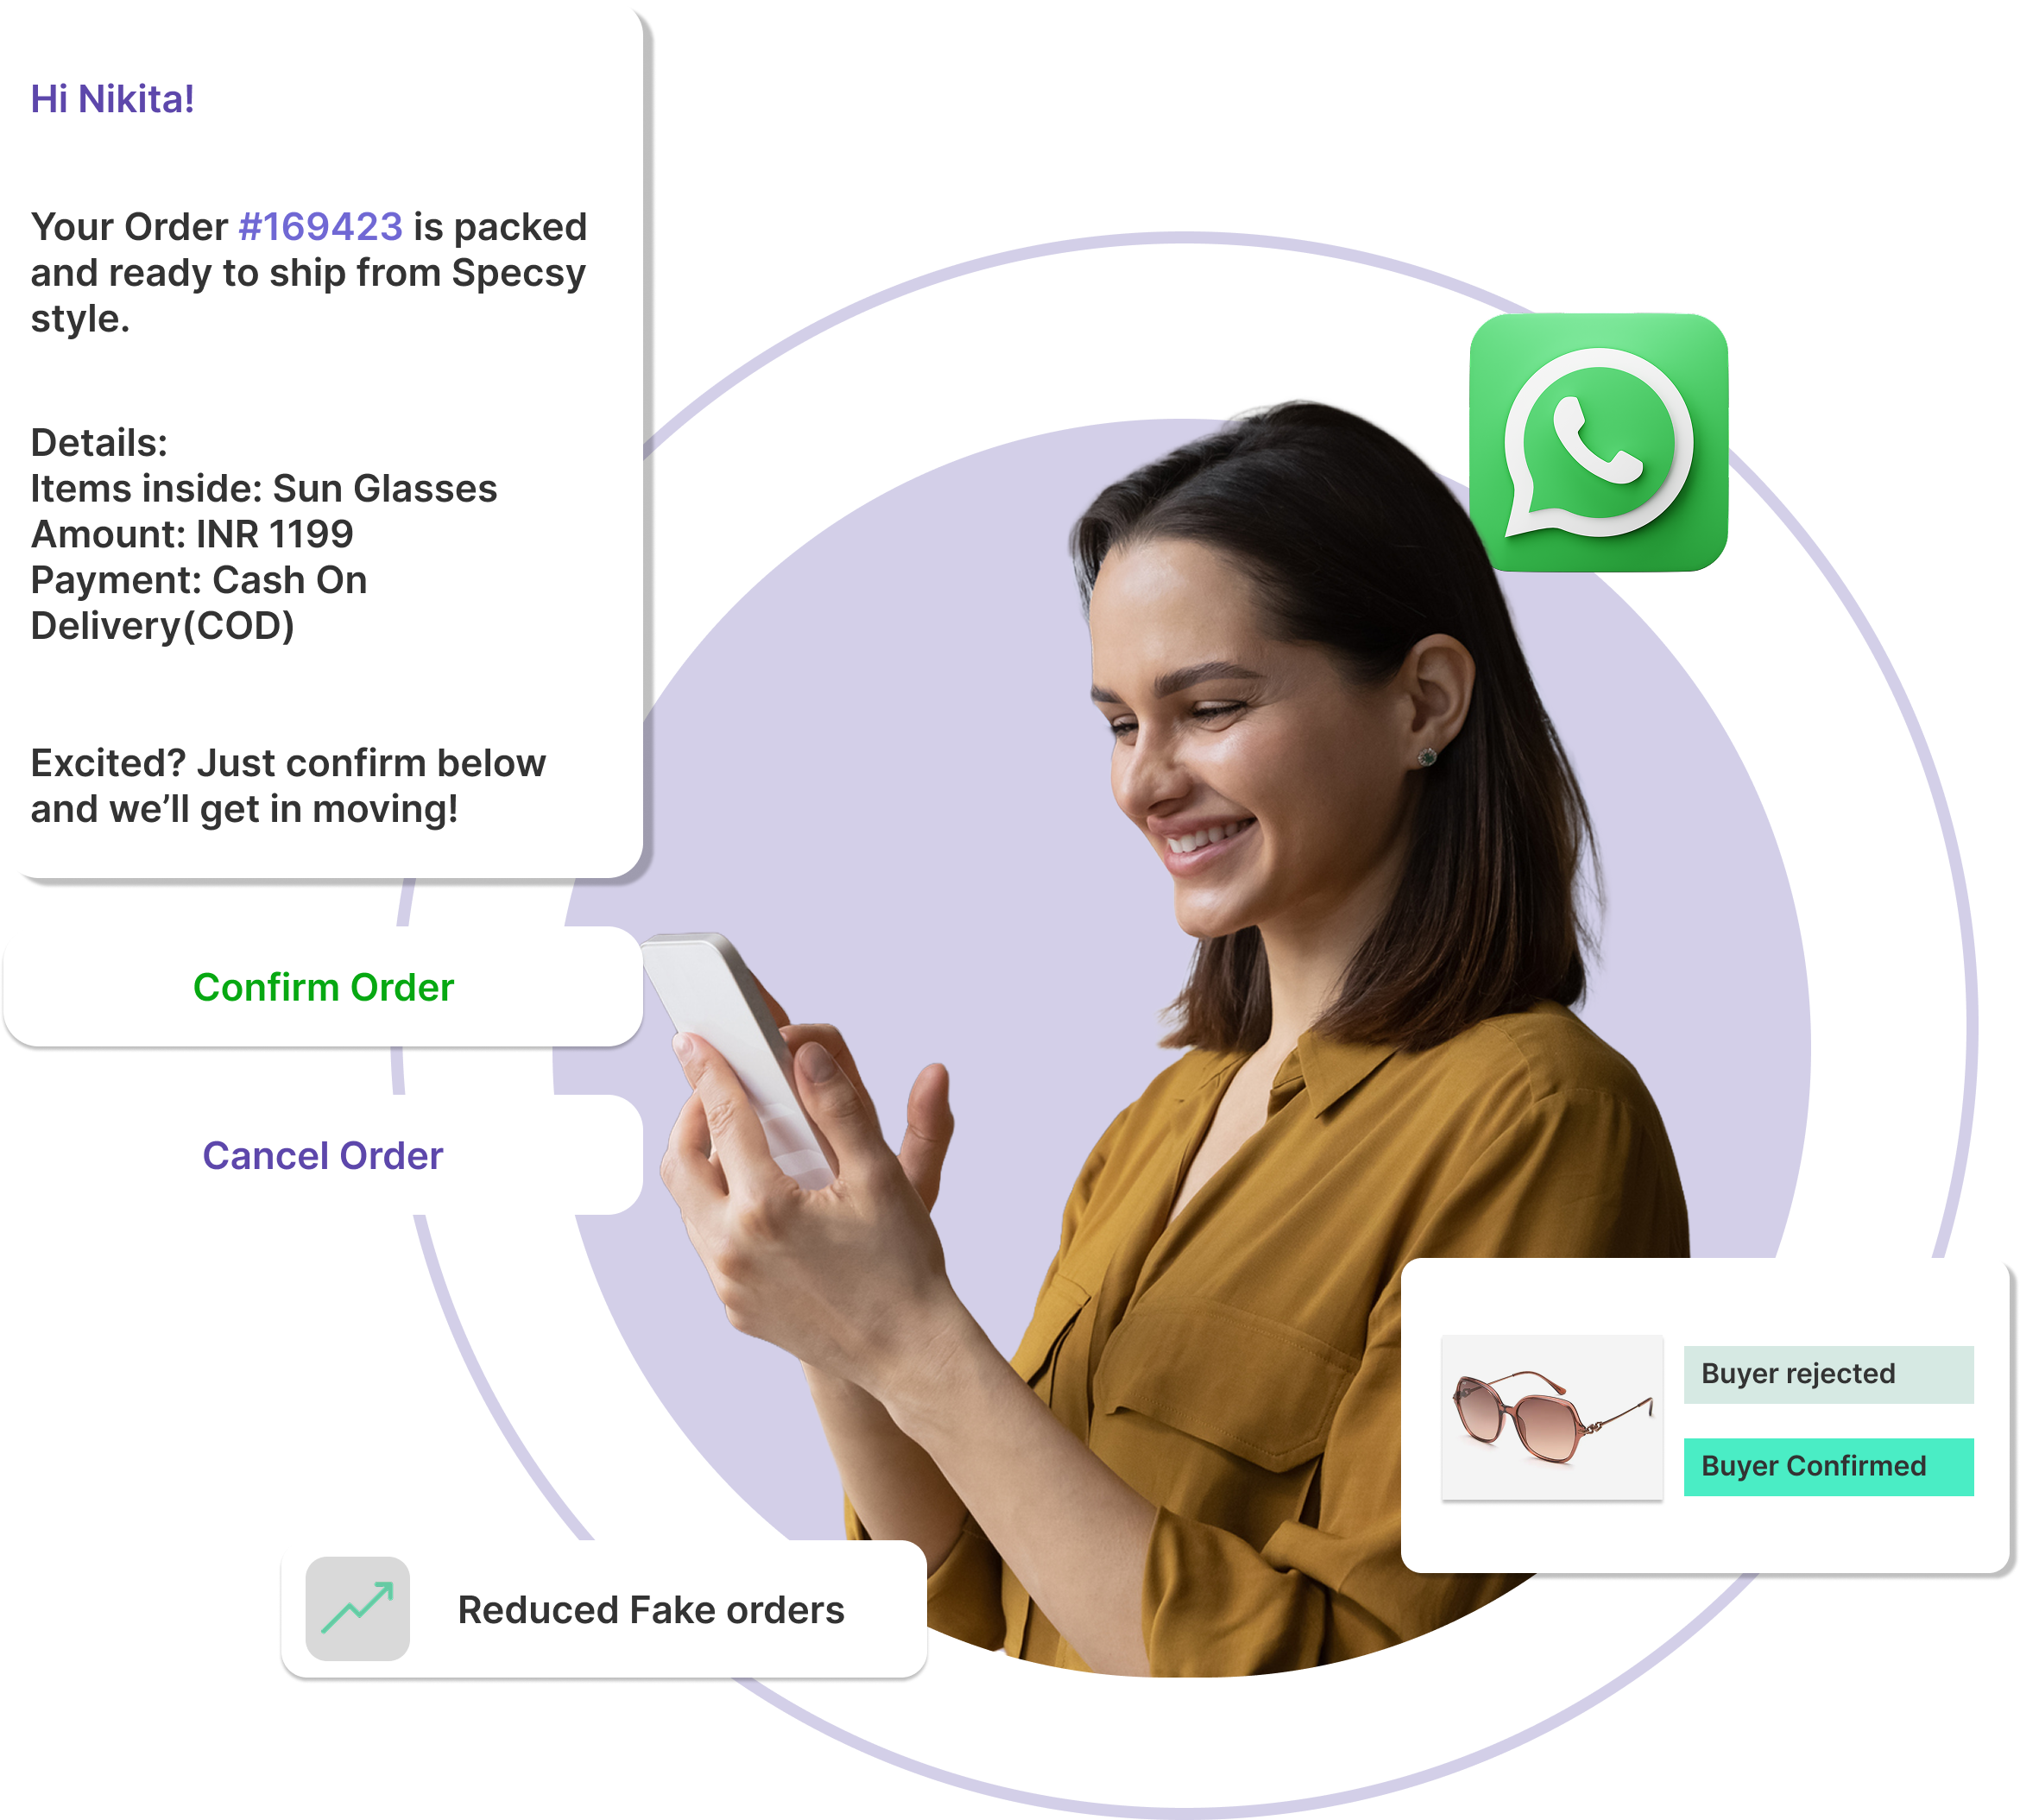 Hi Nikita!
Your Order #169423 is packed
and ready to ship from Specsy
style.
Details:
Items inside: Sun Glasses
Amount: INR 1199
Payment: Cash On
Delivery(COD)
Excited? Just confirm below
and we’ll get in moving!
Confirm Order
Cancel Order
Buyer rejected
Buyer Confirmed
Reduced Fake orders